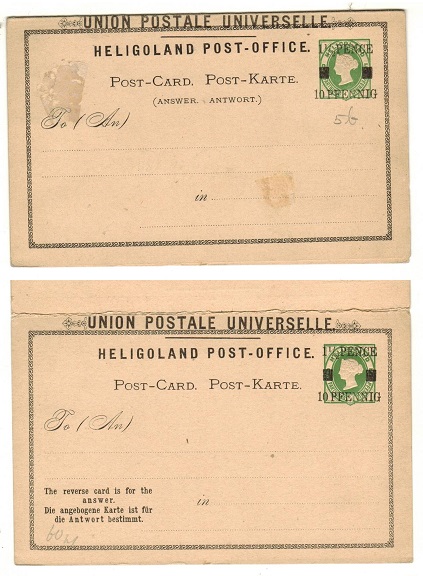 UNION POSTALE UNIVERSELLE.
HELIGOLAND POST-OFFICE.
1½ PENCE
10 PFENNIG
POST-CARD. POST-KARTE.
(ANSWER. ANTWORT.)
To (An)
in
UNION POSTALE UNIVERSELLE.
HELIGOLAND POST-OFFICE.
1½ PENCE
10 PFENNIG
POST-CARD. POST-KARTE.
To (An)
The reverse card is for the
answer.
Die angebogene Karte ist für
die Antwort bestimmt.
in